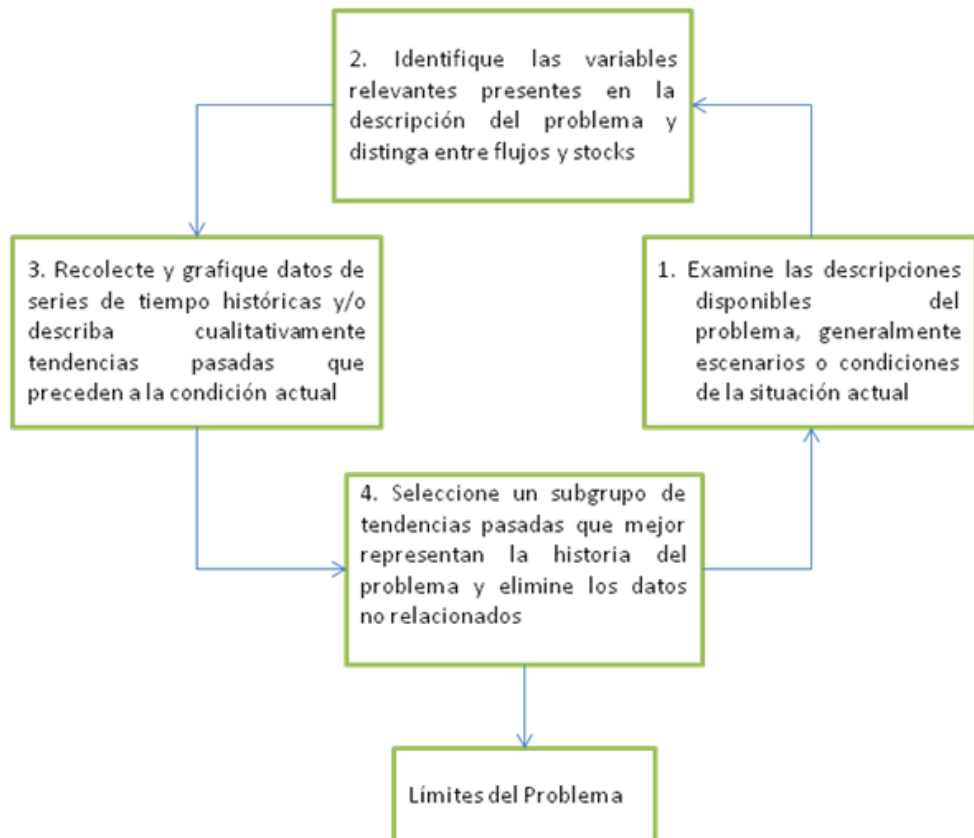 2. Identifique las variables
relevantes presentes en la
descripción del problema y
distinga entre flujos y stocks
3. Recolecte y grafique datos de
series de tiempo históricas y/o
describa cualitativamente
tendencias pasadas que
preceden a la condición actual
1. Examine las descripciones
disponibles del
problema, generalmente
escenarios o condiciones
de la situación actual
4. Seleccione un subgrupo de
tendencias pasadas que mejor
representan la historia del
problema y elimine los datos
no relacionados
Límites del Problema